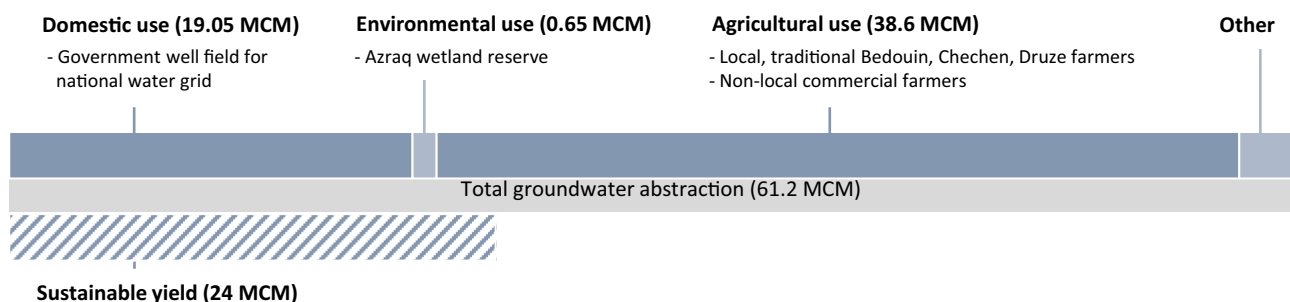 Domestic use (19.05 MCM)
- Government well field for
national water grid
Environmental use (0.65 MCM)
- Azraq wetland reserve
Agricultural use (38.6 MCM)
- Local, traditional Bedouin, Chechen, Druze farmers
- Non-local commercial farmers
Other
Total groundwater abstraction (61.2 MCM)
Sustainable yield (24 MCM)